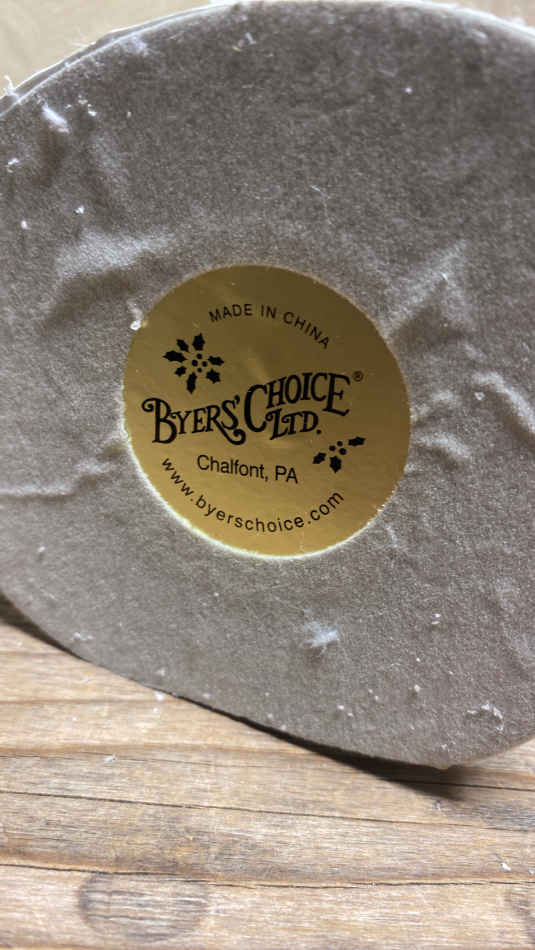 MADE IN CHINA
BYERS' CHOICE®
LTD.
Chalfont, PA
www.byerschoice.com